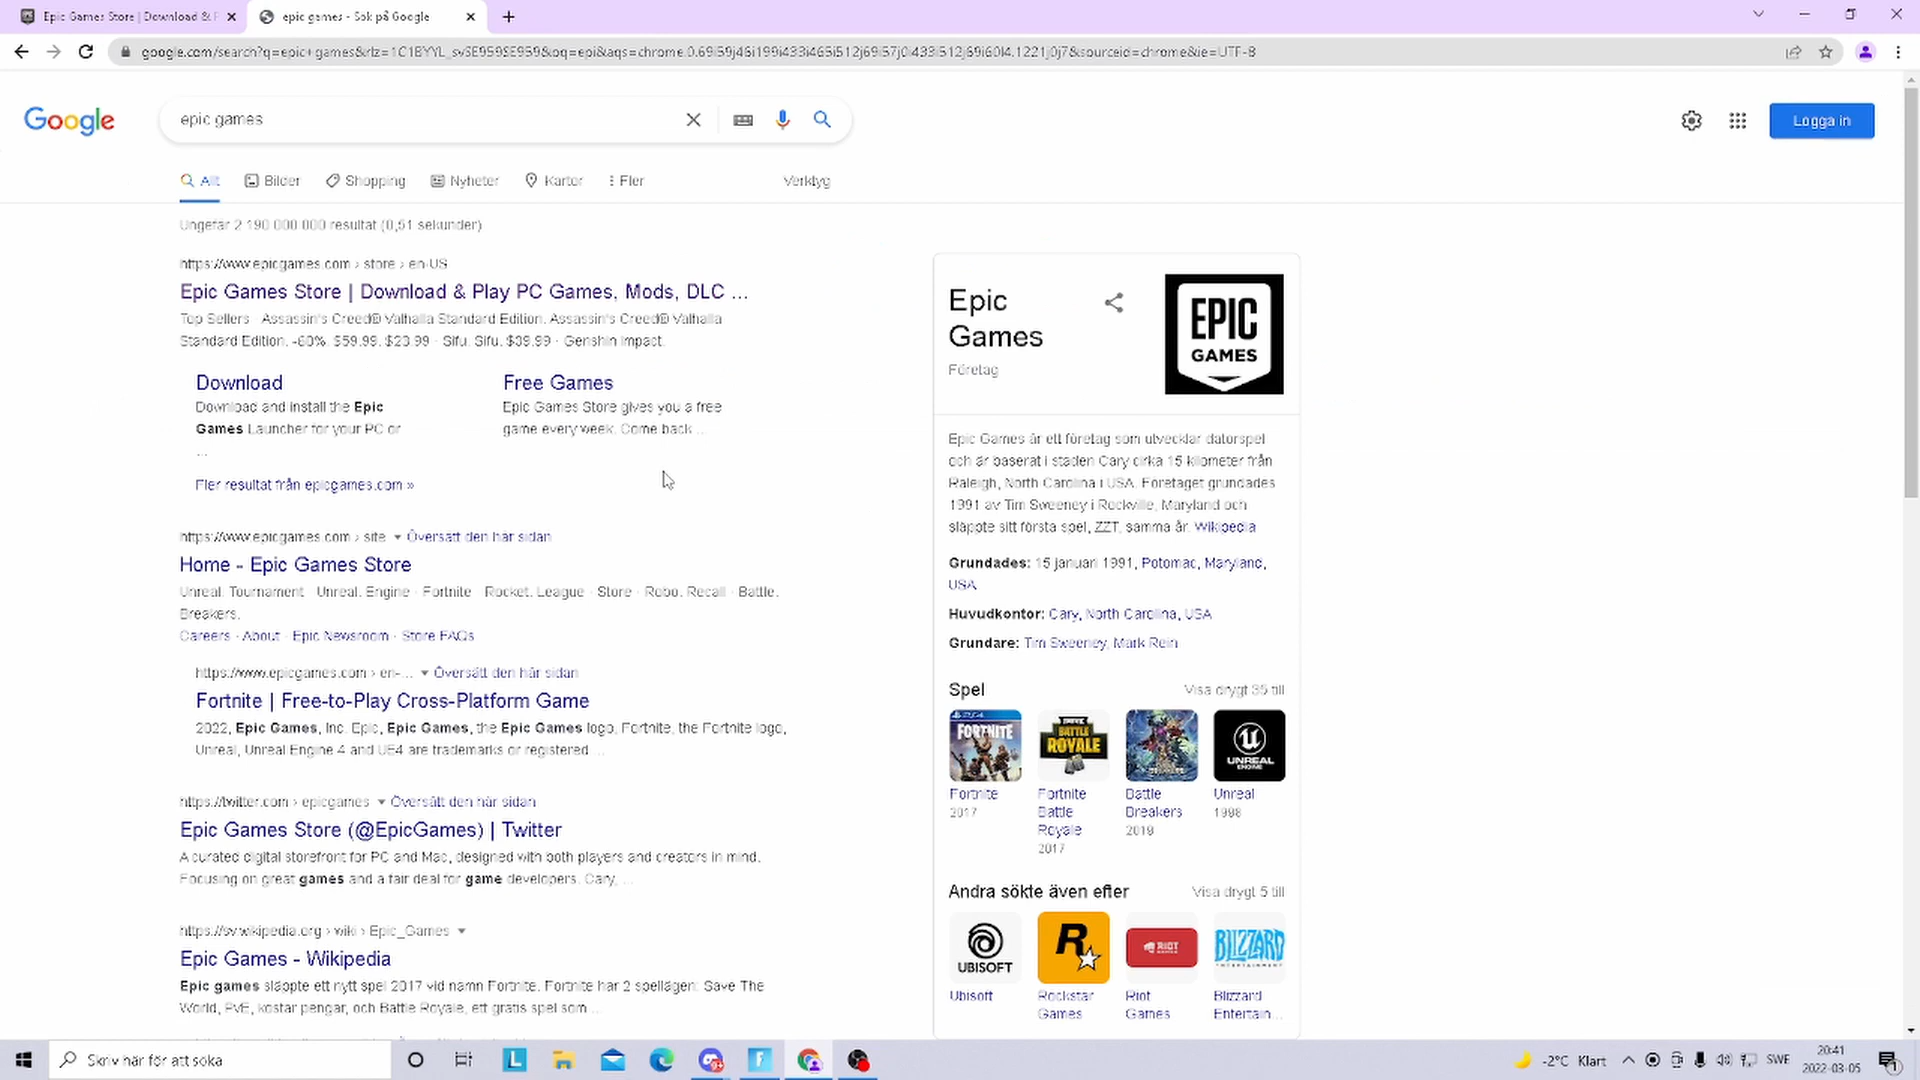 Epic Games Store | Download & F
epic games - Sök på Google
google.com/search?q=epic+games&rlz=1C1BYYL_svSE959SE959&oq=epi&aqs=chrome.0.69i59j46i199i433i465i512j69i57j0i433i512j69i60l4.1221j0j7&sourceid=chrome&ie=UTF-8
Google
epic games
Logga in
Allt
Bilder
Shopping
Nyheter
Kartor
Fler
Verktyg
Ungefär 2 190 000 000 resultat (0,51 sekunder)
https://www.epicgames.com › store › en-US
Epic Games Store | Download & Play PC Games, Mods, DLC ...
Top Sellers · Assassin's Creed® Valhalla Standard Edition. Assassin's Creed® Valhalla
Standard Edition. -60%. $59.99. $23.99 · Sifu. Sifu. $39.99 · Genshin Impact.
Download
Download and install the Epic
Games Launcher for your PC or
...
Free Games
Epic Games Store gives you a free
game every week. Come back ...
Fler resultat från epicgames.com »
https://www.epicgames.com › site
Översätt den här sidan
Home - Epic Games Store
Unreal. Tournament · Unreal. Engine · Fortnite · Rocket. League · Store · Robo. Recall · Battle.
Breakers.
Careers · About · Epic Newsroom · Store FAQs
https://www.epicgames.com › en-...
Översätt den här sidan
Fortnite | Free-to-Play Cross-Platform Game
2022, Epic Games, Inc. Epic, Epic Games, the Epic Games logo, Fortnite, the Fortnite logo,
Unreal, Unreal Engine 4 and UE4 are trademarks or registered ...
https://twitter.com › epicgames
Översätt den här sidan
Epic Games Store (@EpicGames) | Twitter
A curated digital storefront for PC and Mac, designed with both players and creators in mind.
Focusing on great games and a fair deal for game developers. Cary, ...
https://sv.wikipedia.org › wiki › Epic_Games
Epic Games - Wikipedia
Epic games släppte ett nytt spel 2017 vid namn Fortnite. Fortnite har 2 spellägen: Save The
World, PvE, kostar pengar, och Battle Royale, ett gratis spel som ...
Epic
Games
Företag
EPIC
GAMES
Epic Games är ett företag som utvecklar datorspel
och är baserat i staden Cary cirka 15 kilometer från
Raleigh, North Carolina i USA. Företaget grundades
1991 av Tim Sweeney i Rockville, Maryland och
släppte sitt första spel, ZZT, samma år. Wikipedia
Grundades: 15 januari 1991, Potomac, Maryland,
USA
Huvudkontor: Cary, North Carolina, USA
Grundare: Tim Sweeney, Mark Rein
Spel
Visa drygt 35 till
PS4
FORTNITE
BATTLE
ROYALE
UNREAL
ENGINE
Fortnite
2017
Fortnite
Battle
Royale
2017
Battle
Breakers
2019
Unreal
1998
Andra sökte även efter
Visa drygt 5 till
UBISOFT
R
RIOT
BLIZZARD
ENTERTAINMENT
Ubisoft
Rockstar
Games
Riot
Games
Blizzard
Entertain...
Skriv här för att söka
L
F
-2°C Klart
SWE
20:41
2022-03-05
1